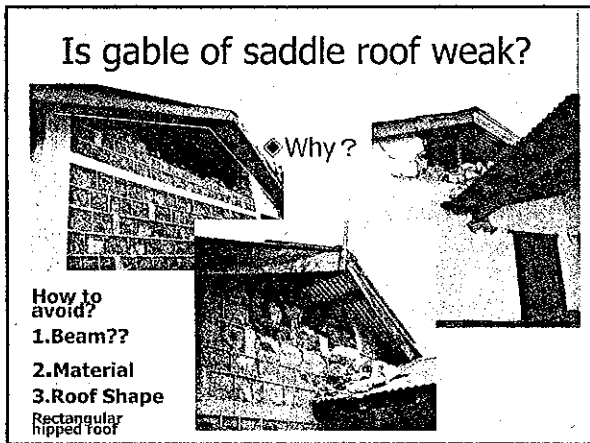 Is gable of saddle roof weak?
◈Why?
How to
avoid?
1.Beam??
2.Material
3.Roof Shape
Rectangular
hipped roof